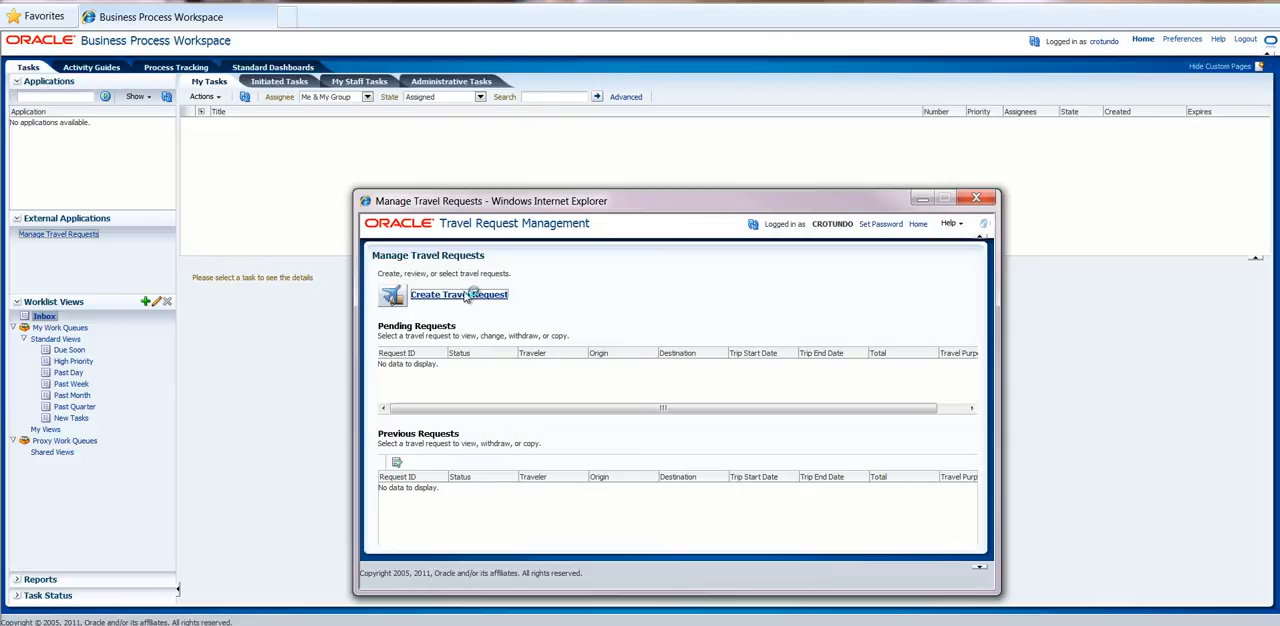 Favorites
Business Process Workspace
ORACLE Business Process Workspace
Logged in as crotundo Home Preferences Help Logout
Tasks Activity Guides Process Tracking Standard Dashboards
Hide Custom Pages
Applications
My Tasks Initiated Tasks My Staff Tasks Administrative Tasks
Show
Actions Assignee Me & My Group State Assigned Search Advanced
Application
Title Number Priority Assignees State Created Expires
No applications available.
External Applications
Manage Travel Requests
Please select a task to see the details
Worklist Views
Inbox
My Work Queues
Standard Views
Due Soon
High Priority
Past Day
Past Week
Past Month
Past Quarter
New Tasks
My Views
Proxy Work Queues
Shared Views
Reports
Task Status
Manage Travel Requests - Windows Internet Explorer
ORACLE Travel Request Management
Logged in as CROTUNDO Set Password Home Help
Manage Travel Requests
Create, review, or select travel requests.
Create Travel Request
Pending Requests
Select a travel request to view, change, withdraw, or copy.
Request ID Status Traveler Origin Destination Trip Start Date Trip End Date Total Travel Purp
No data to display.
Previous Requests
Select a travel request to view, withdraw, or copy.
Request ID Status Traveler Origin Destination Trip Start Date Trip End Date Total Travel Purp
No data to display.
Copyright 2005, 2011, Oracle and/or its affiliates. All rights reserved.
Copyright © 2005, 2011, Oracle and/or its affiliates. All rights reserved.